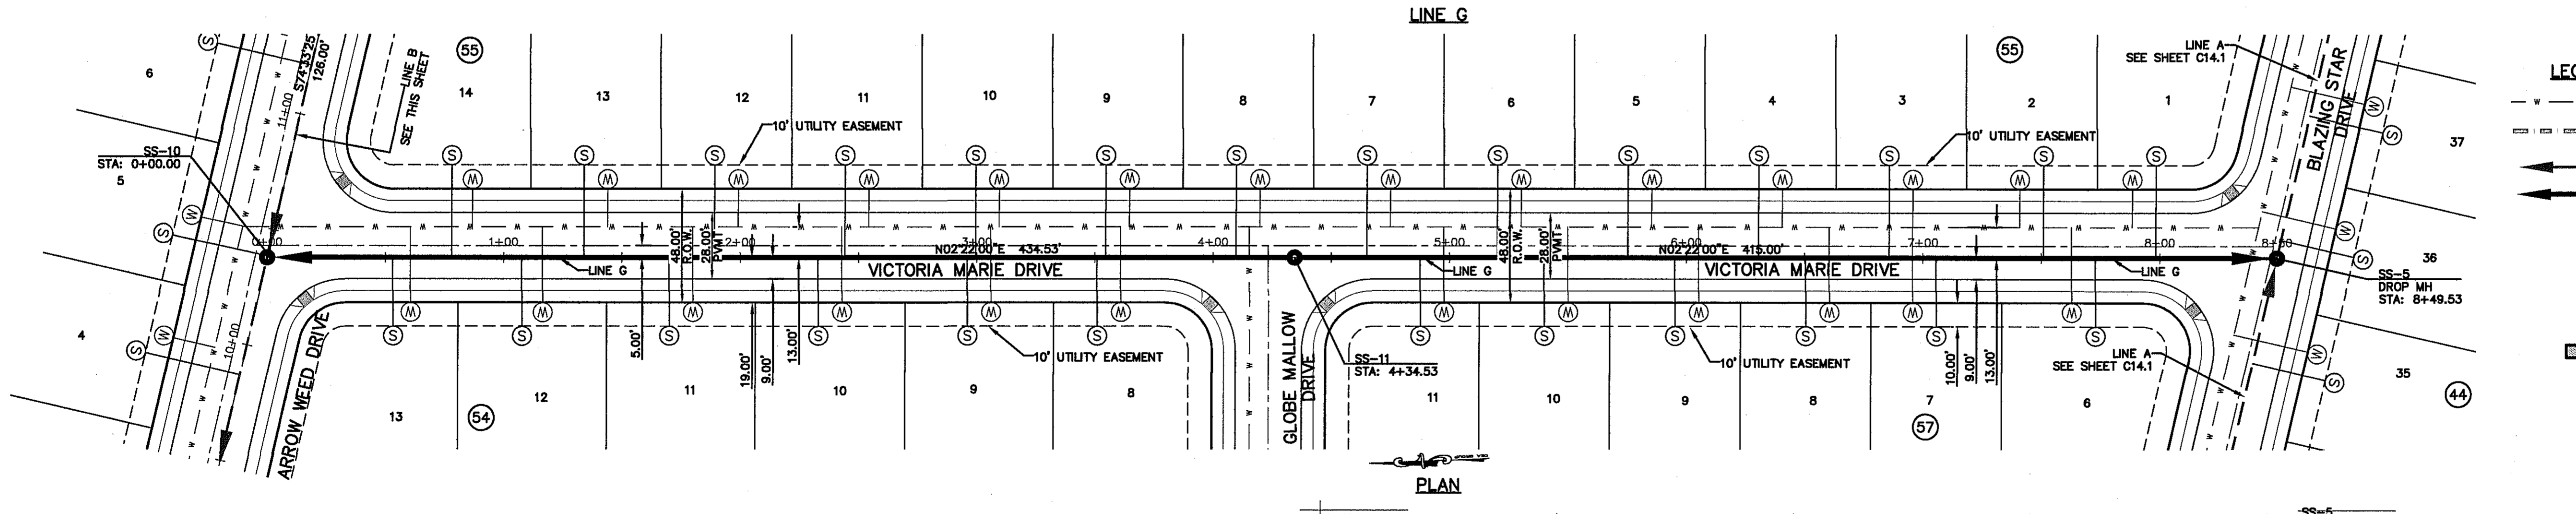 LINE G
LEG
6
S74°33'25
126.00'
11+00
LINE B
SEE THIS SHEET
55
14
13
12
11
10
9
8
7
6
5
4
3
2
1
55
LINE A
SEE SHEET C14.1
BLAZING STAR
DRIVE
37
10' UTILITY EASEMENT
10' UTILITY EASEMENT
SS-10
STA: 0+00.00
5
0+00
1+00
2+00
3+00
4+00
5+00
6+00
7+00
8+00
48.00'
R.O.W.
28.00'
PVMT
48.00'
R.O.W.
28.00'
PVMT
N02°22'00"E 434.53'
N02°22'00"E 415.00'
LINE G
VICTORIA MARIE DRIVE
LINE G
VICTORIA MARIE DRIVE
LINE G
36
SS-5
DROP MH
STA: 8+49.53
4
10+00
ARROW WEED DRIVE
5.00'
19.00'
9.00'
13.00'
10' UTILITY EASEMENT
GLOBE MALLOW
DRIVE
SS-11
STA: 4+34.53
10' UTILITY EASEMENT
10.00'
9.00'
13.00'
LINE A
SEE SHEET C14.1
35
13
54
12
11
10
9
8
11
10
9
8
7
57
6
44
PLAN
SS-5